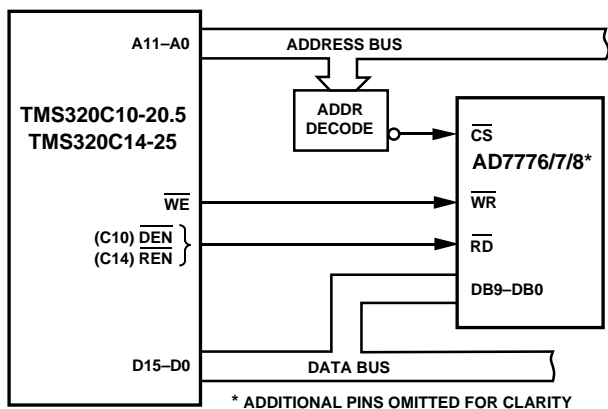 A11–A0
ADDRESS BUS
TMS320C10-20.5
TMS320C14-25
ADDR
DECODE
CS
AD7776/7/8*
WE
WR
(C10) DEN
(C14) REN
RD
DB9–DB0
D15–D0
DATA BUS
* ADDITIONAL PINS OMITTED FOR CLARITY